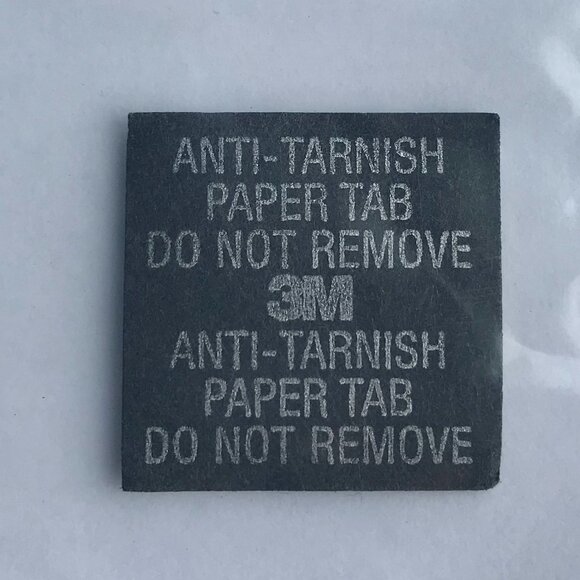 ANTI-TARNISH
PAPER TAB
DO NOT REMOVE
3M
ANTI-TARNISH
PAPER TAB
DO NOT REMOVE